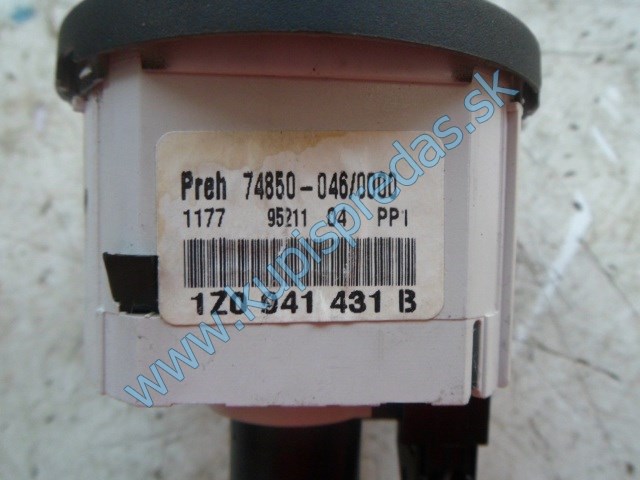 Preh 74850-046/0000
1177 95211 04 PP1
1Z0 941 431 B
www.kupispredas.sk